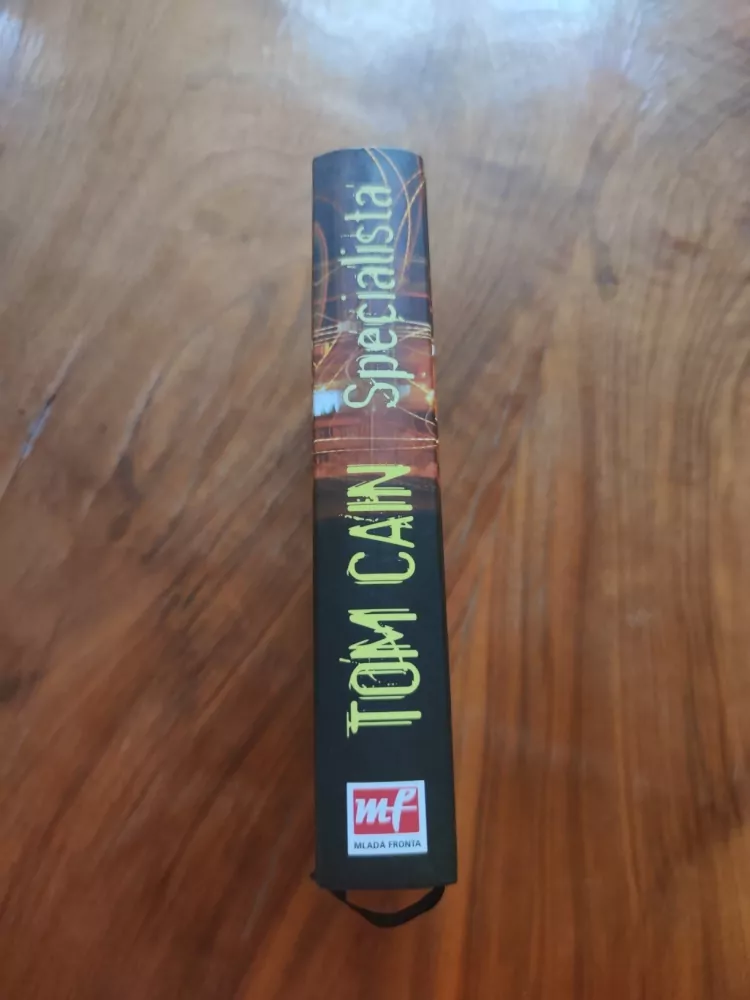 TOM CAIN Specialista
mf
MLADÁ FRONTA